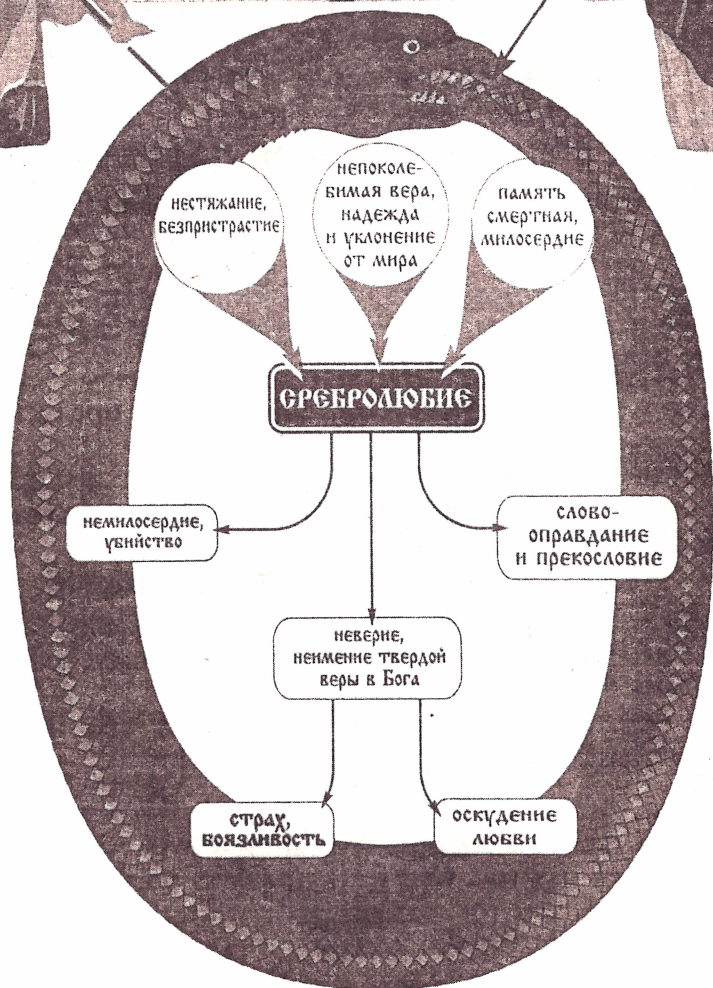 нестяжание,
безпристрастие
непоколе-
бимая вера,
надежда
и уклонение
от мира
память
смертная,
милосердие
СРЕБРОЛЮБИЕ
немилосердие,
убийство
слово-
оправдание
и прекословие
неверие,
неимение твердой
веры в Бога
страх,
боязливость
оскудение
любви